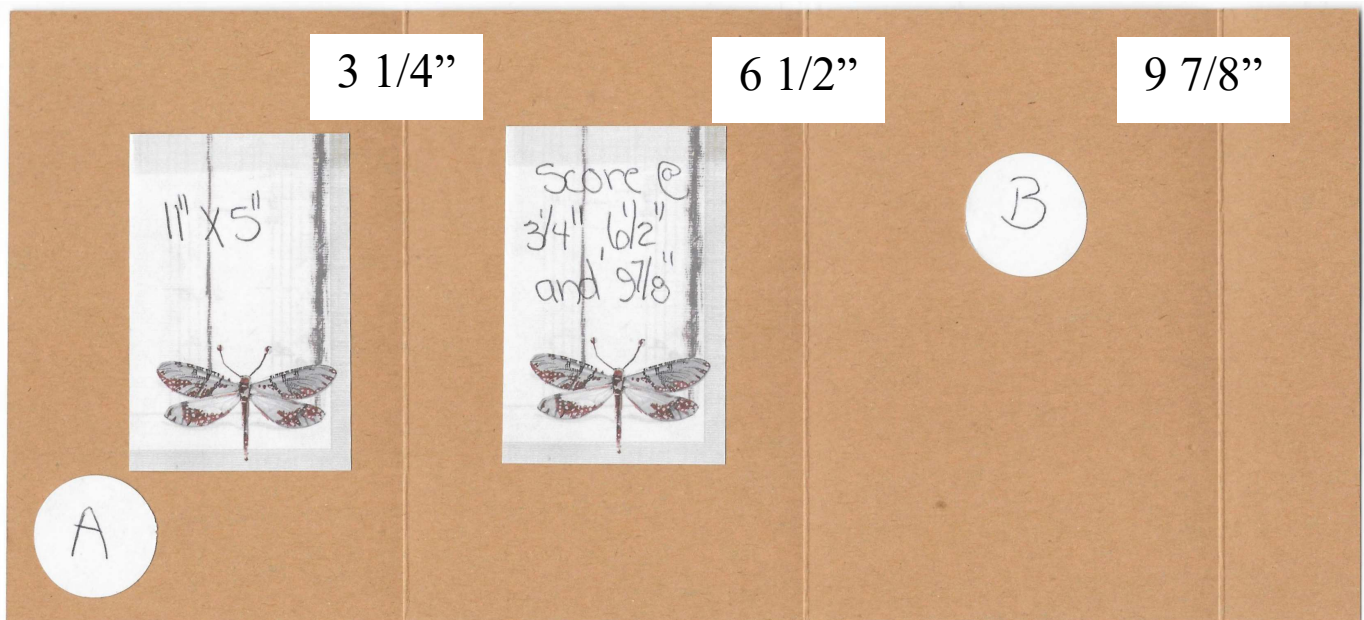 3 1/4”
6 1/2”
9 7/8”
11" X 5"
Score @
3 1/4" 6 1/2"
and 9 7/8"
B
A